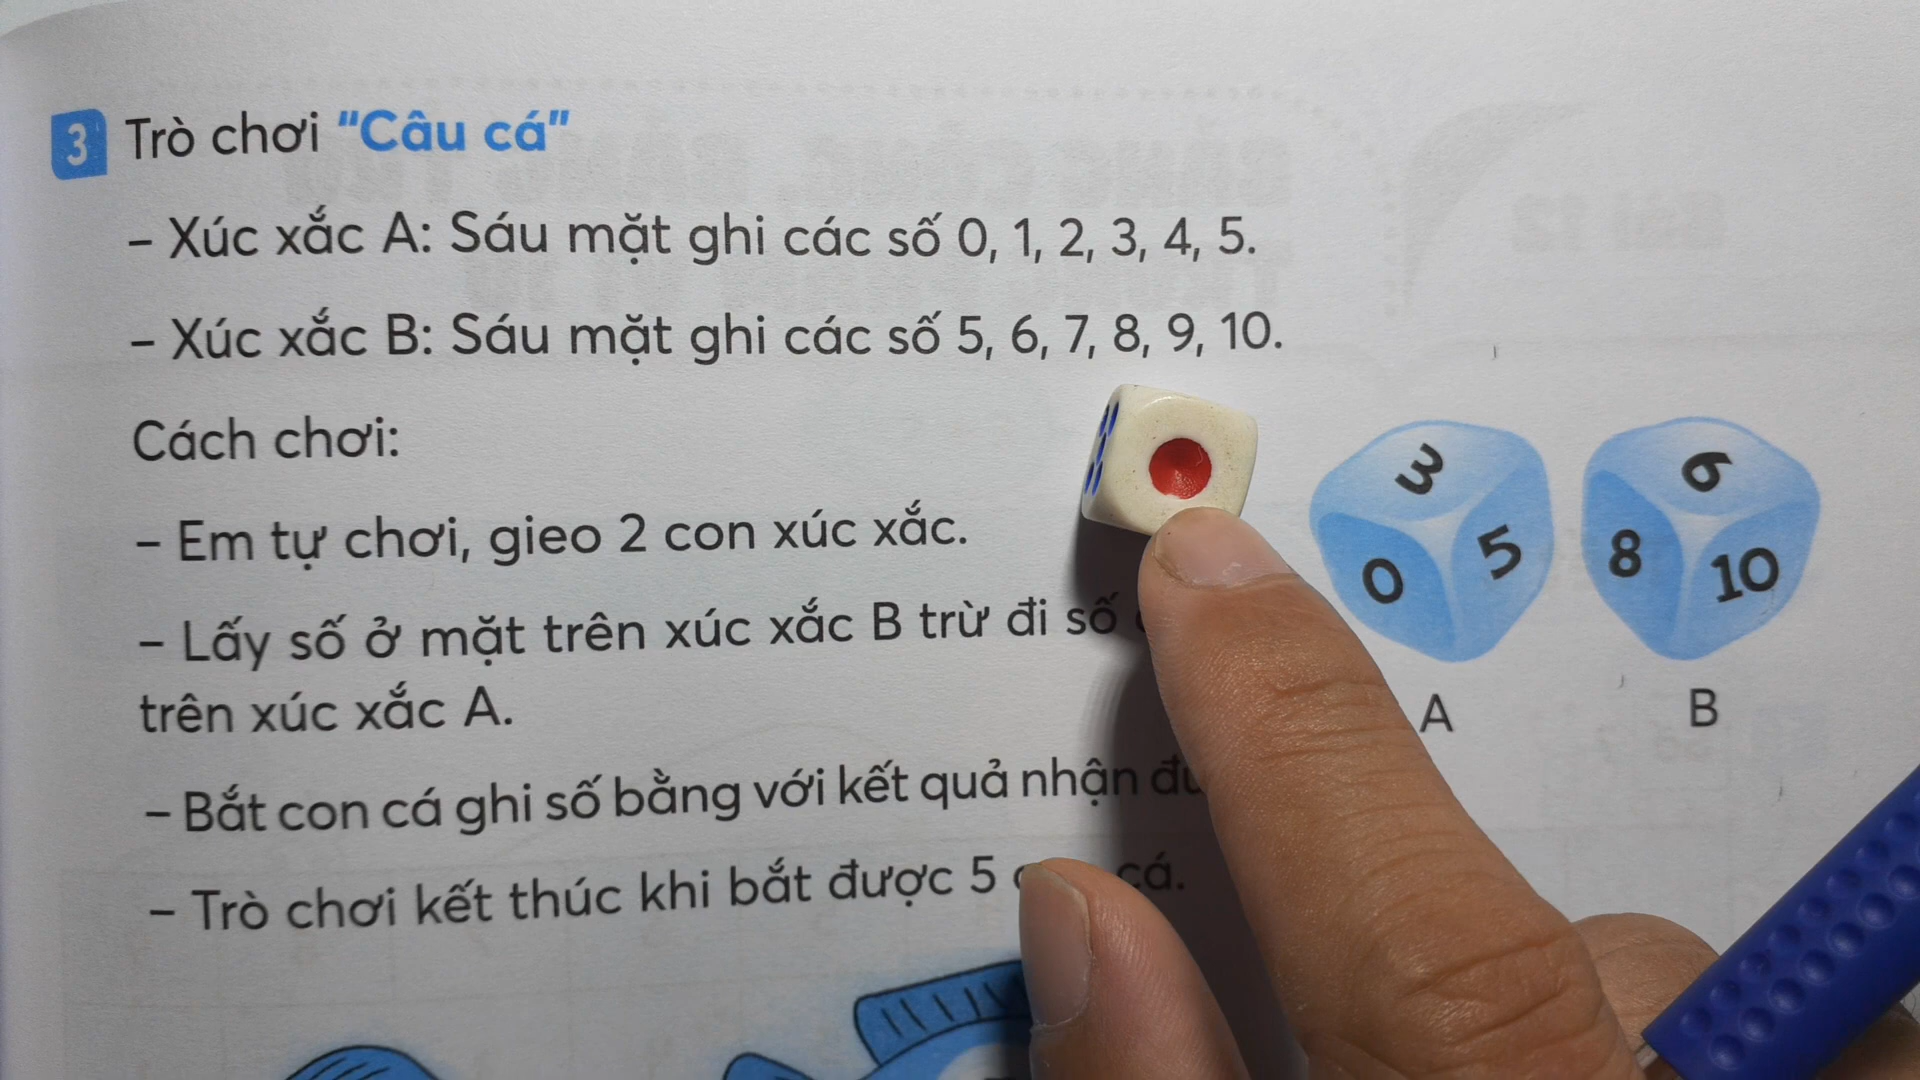 3 Trò chơi "Câu cá"
– Xúc xắc A: Sáu mặt ghi các số 0, 1, 2, 3, 4, 5.
– Xúc xắc B: Sáu mặt ghi các số 5, 6, 7, 8, 9, 10.
Cách chơi:
– Em tự chơi, gieo 2 con xúc xắc.
– Lấy số ở mặt trên xúc xắc B trừ đi số
trên xúc xắc A.
– Bắt con cá ghi số bằng với kết quả nhận
– Trò chơi kết thúc khi bắt được 5 cá.
3
0 5
6
8 10
A B